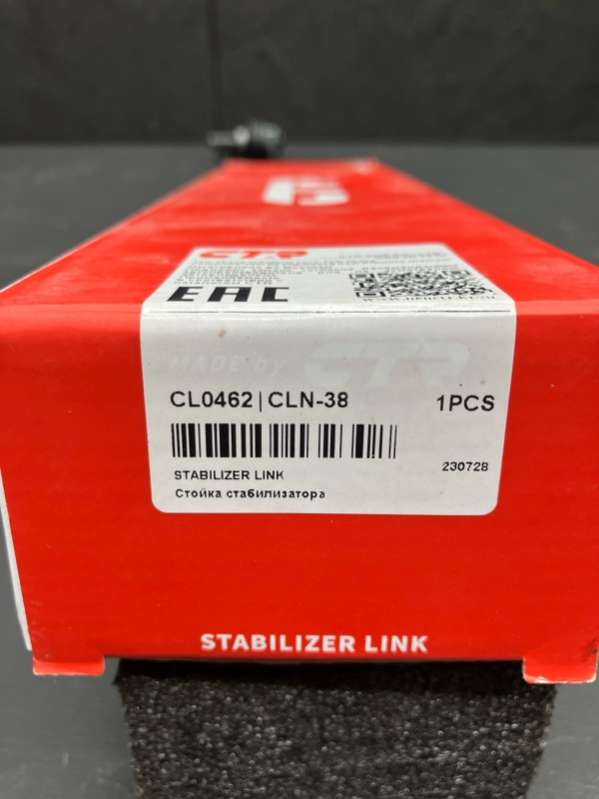 CTR
EAC
MADE by CTR
CL0462 | CLN-38 1PCS
230728
STABILIZER LINK
Стойка стабилизатора
STABILIZER LINK